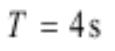 T = 4s